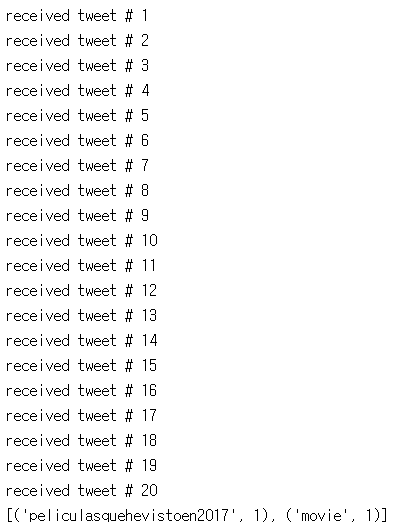 received tweet # 1
received tweet # 2
received tweet # 3
received tweet # 4
received tweet # 5
received tweet # 6
received tweet # 7
received tweet # 8
received tweet # 9
received tweet # 10
received tweet # 11
received tweet # 12
received tweet # 13
received tweet # 14
received tweet # 15
received tweet # 16
received tweet # 17
received tweet # 18
received tweet # 19
received tweet # 20
[('peliculasquehevistoen2017', 1), ('movie', 1)]